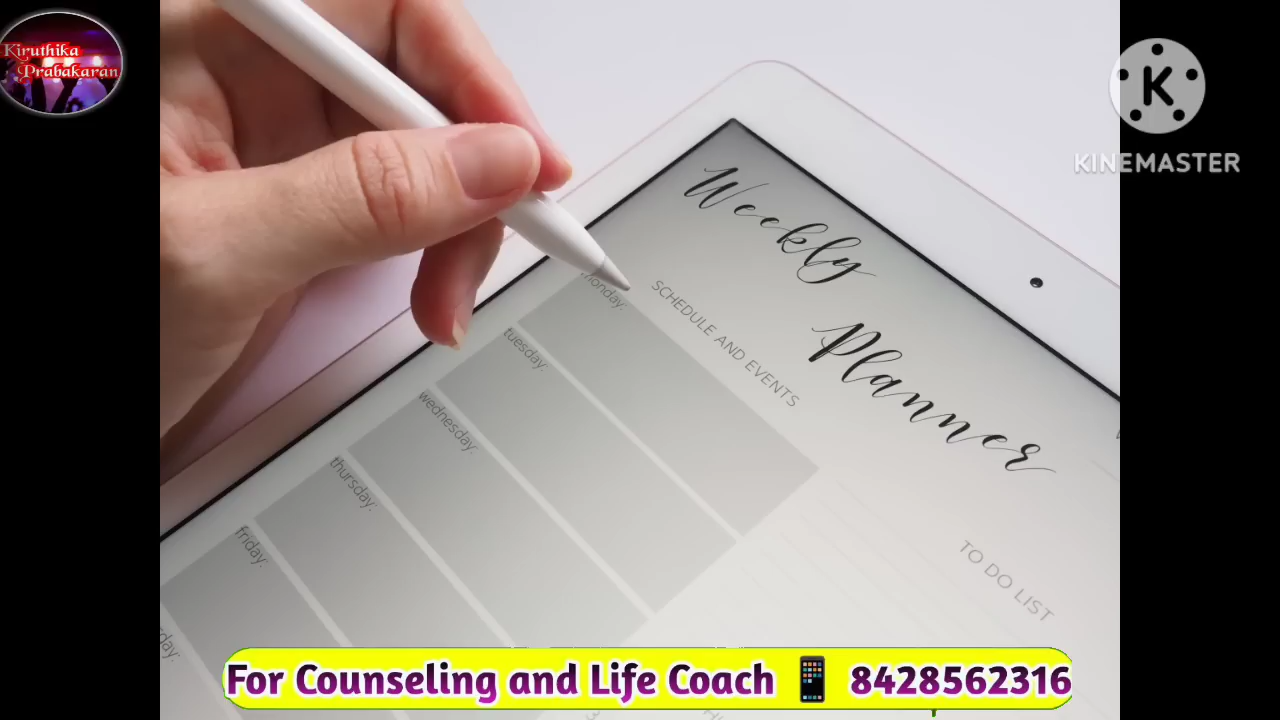 Kiruthika
Prabakaran
K
KINEMASTER
Weekly
Planner
SCHEDULE AND EVENTS
monday:
tuesday:
wednesday:
thursday:
friday:
TO DO LIST
For Counseling and Life Coach 📱 8428562316